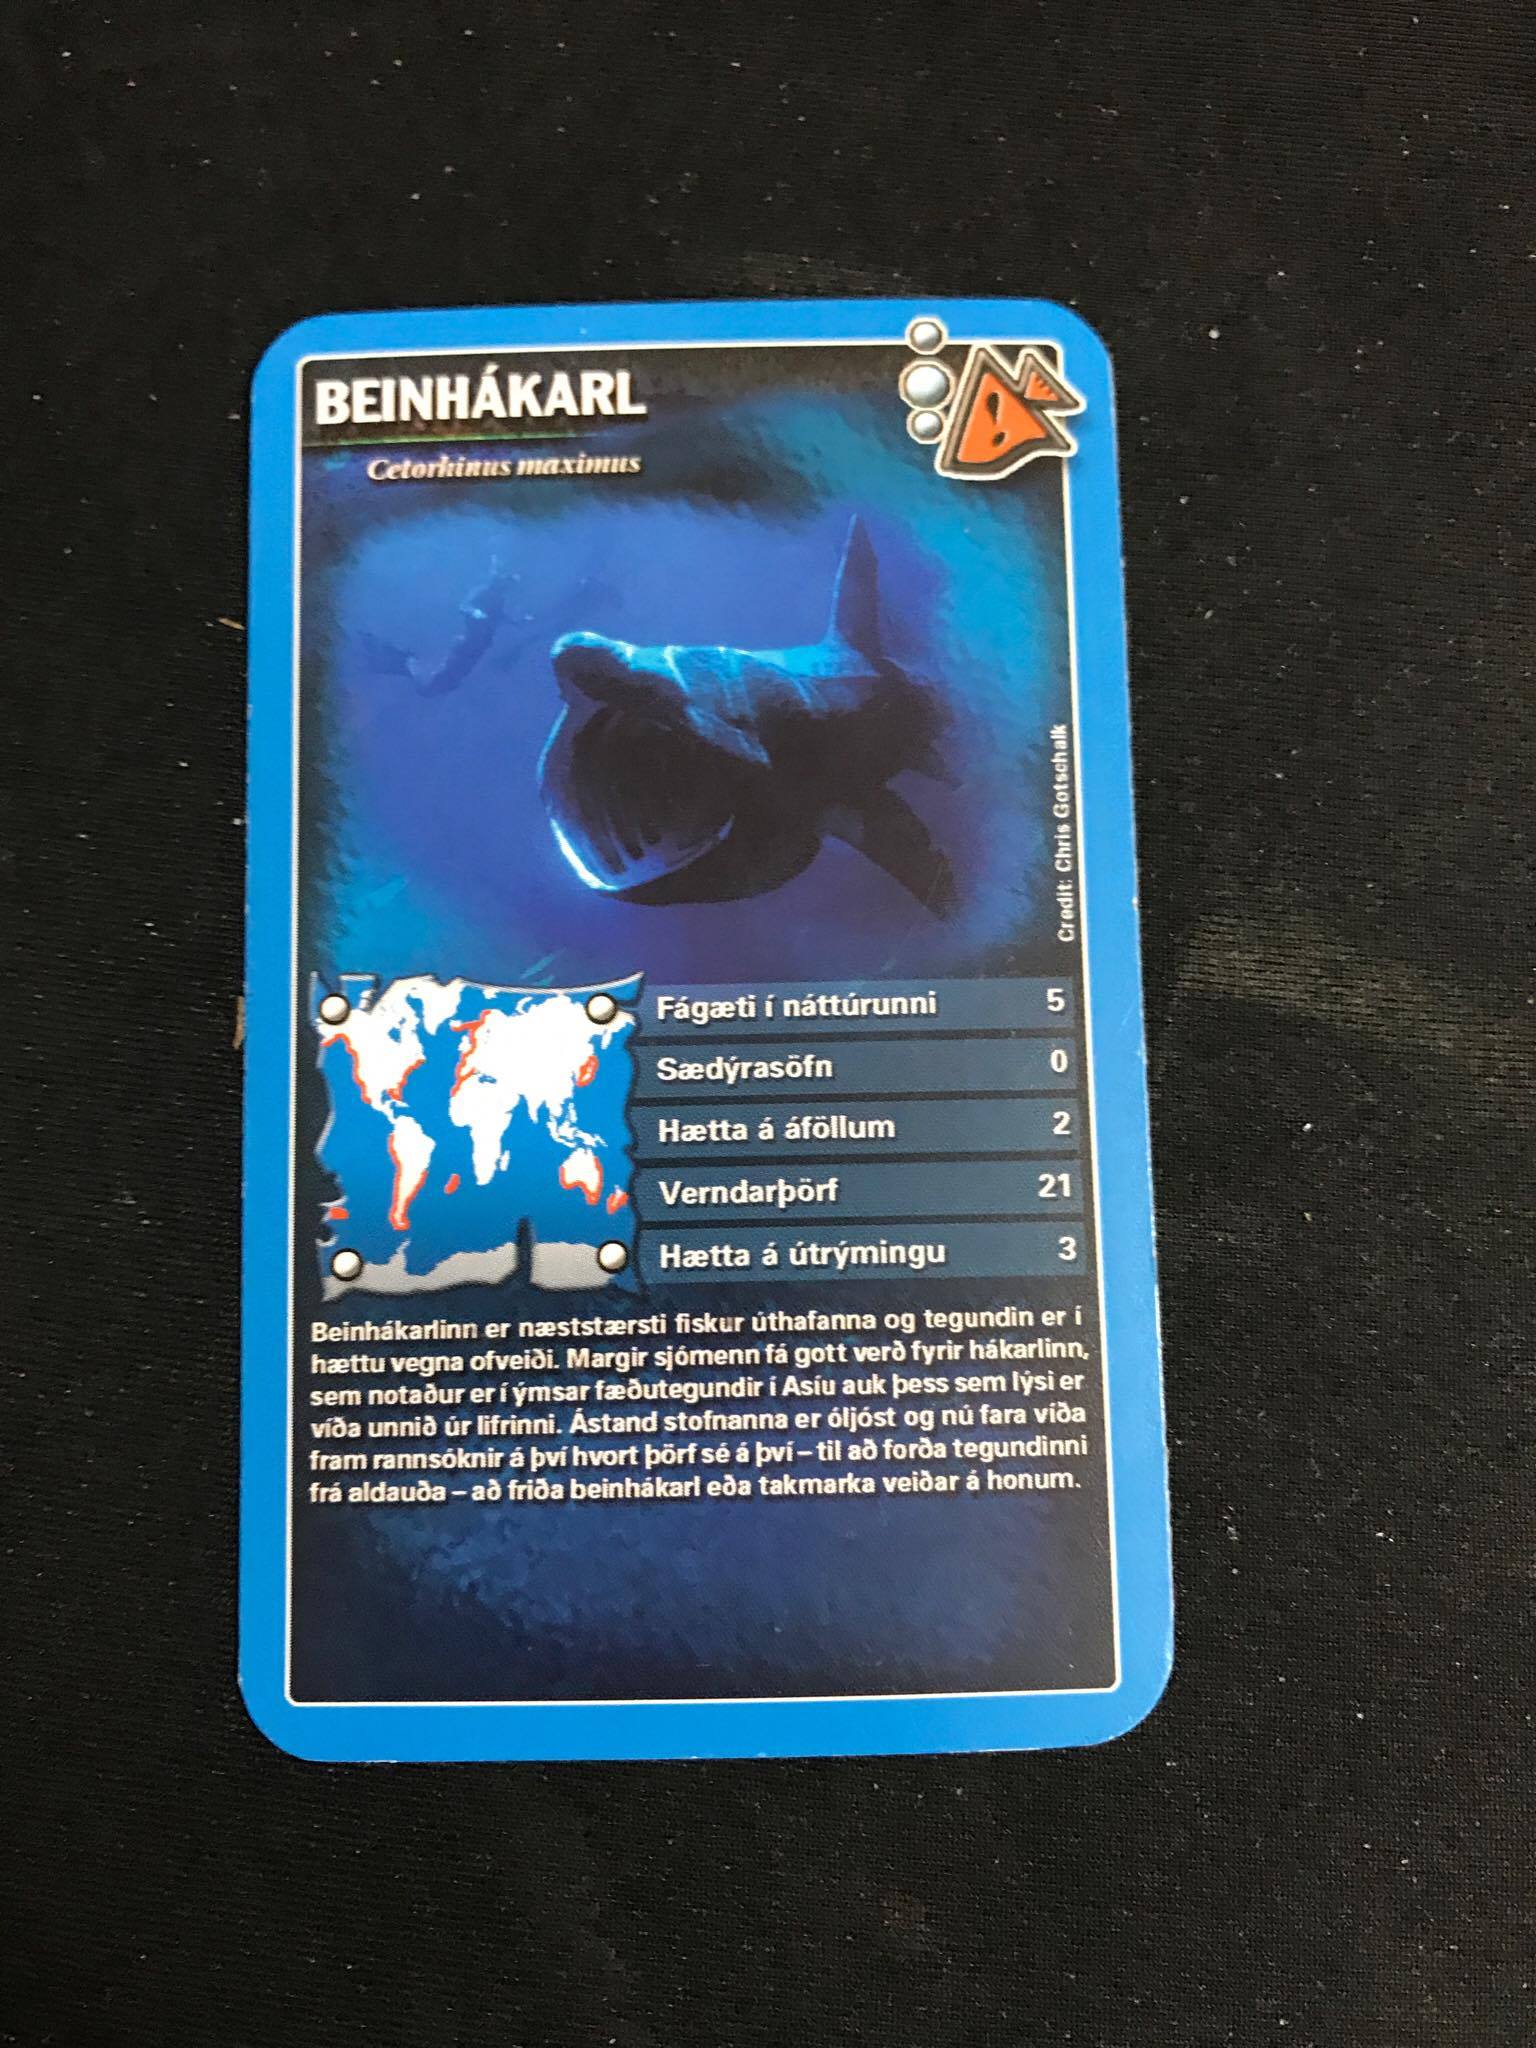 BEINHÁKARL
Cetorhinus maximus
Credit: Chris Gotschalk
Fágæti í náttúrunni 5
Sædýrasöfn 0
Hætta á áföllum 2
Verndarþörf 21
Hætta á útrýmingu 3
Beinhákarlinn er næststærsti fiskur úthafanna og tegundin er í
hættu vegna ofveiði. Margir sjómenn fá gott verð fyrir hákarlinn,
sem notaður er í ýmsar fæðutegundir í Asíu auk þess sem lýsi er
víða unnið úr lifrinni. Ástand stofnanna er óljóst og nú fara víða
fram rannsóknir á því hvort þörf sé á því – til að forða tegundinni
frá aldauða – að friða beinhákarl eða takmarka veiðar á honum.